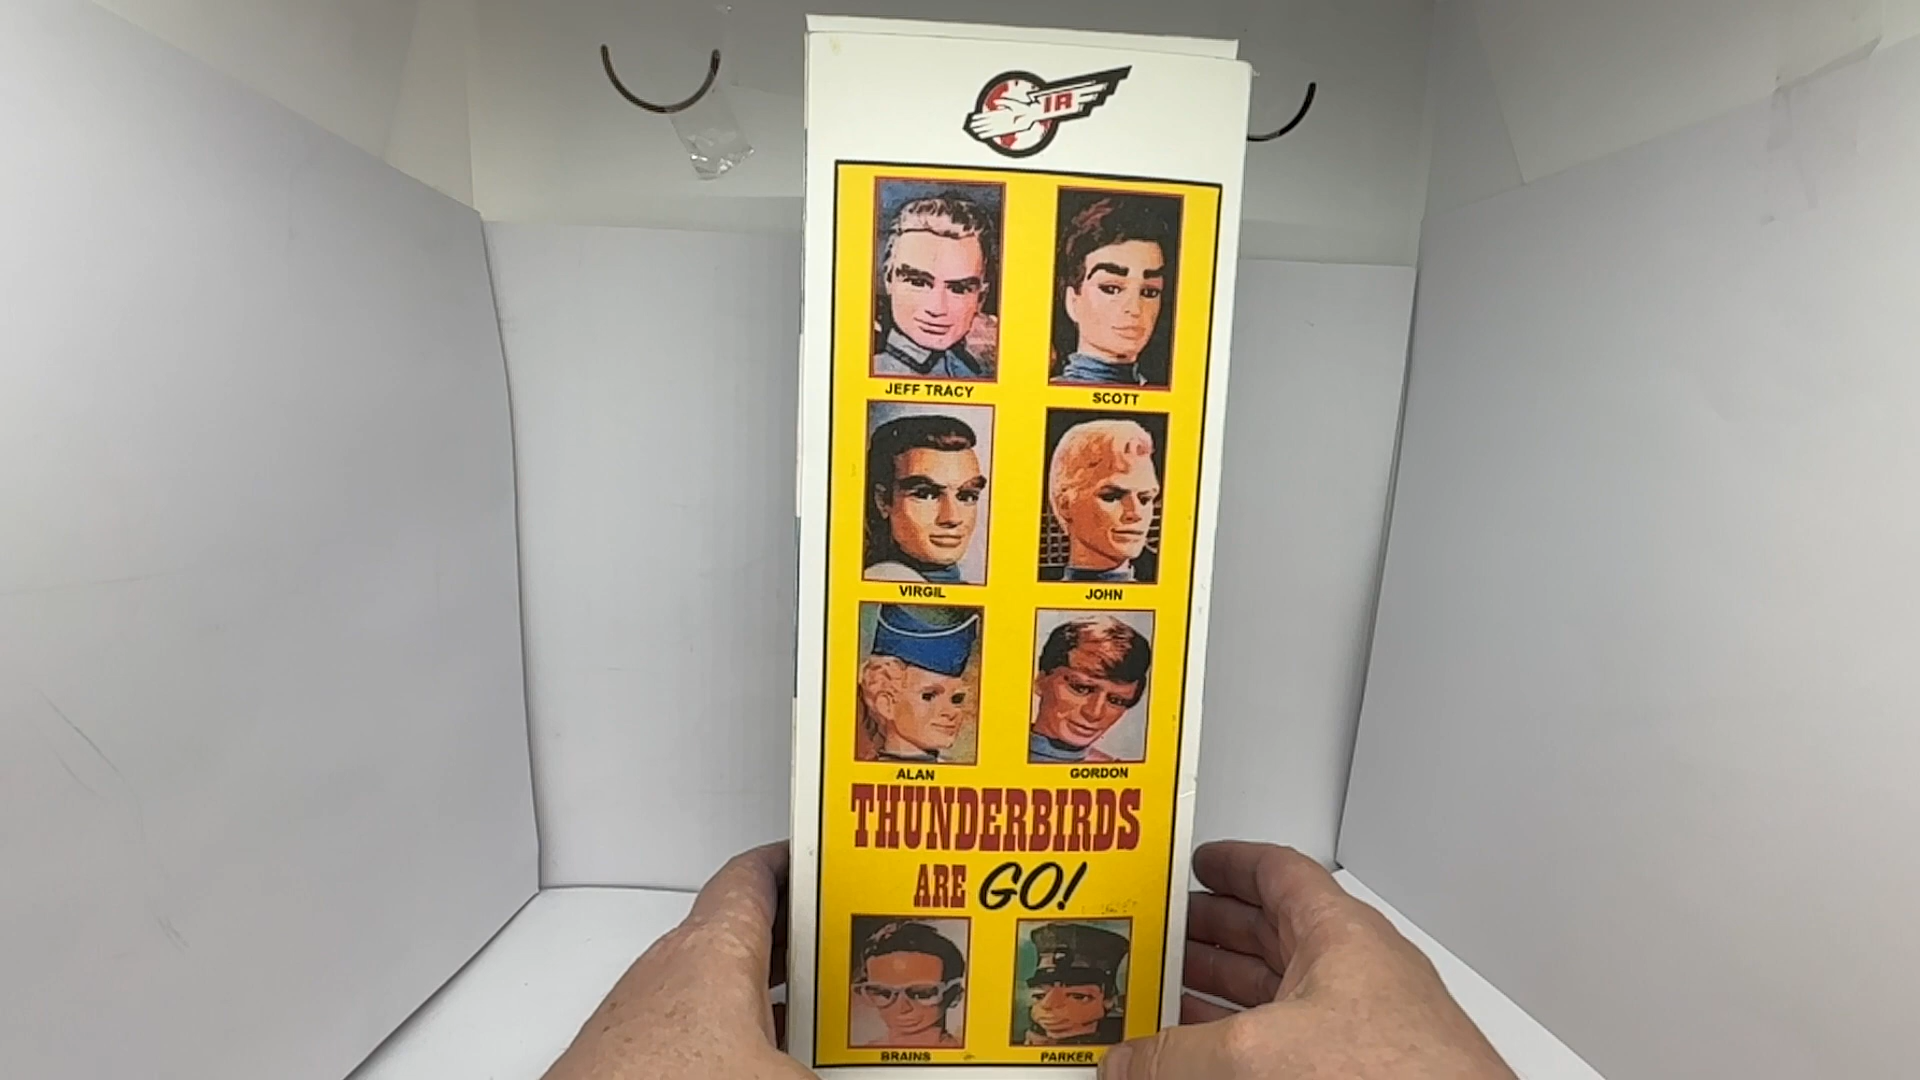 IR
JEFF TRACY
SCOTT
VIRGIL
JOHN
ALAN
GORDON
THUNDERBIRDS
ARE GO!
BRAINS
PARKER